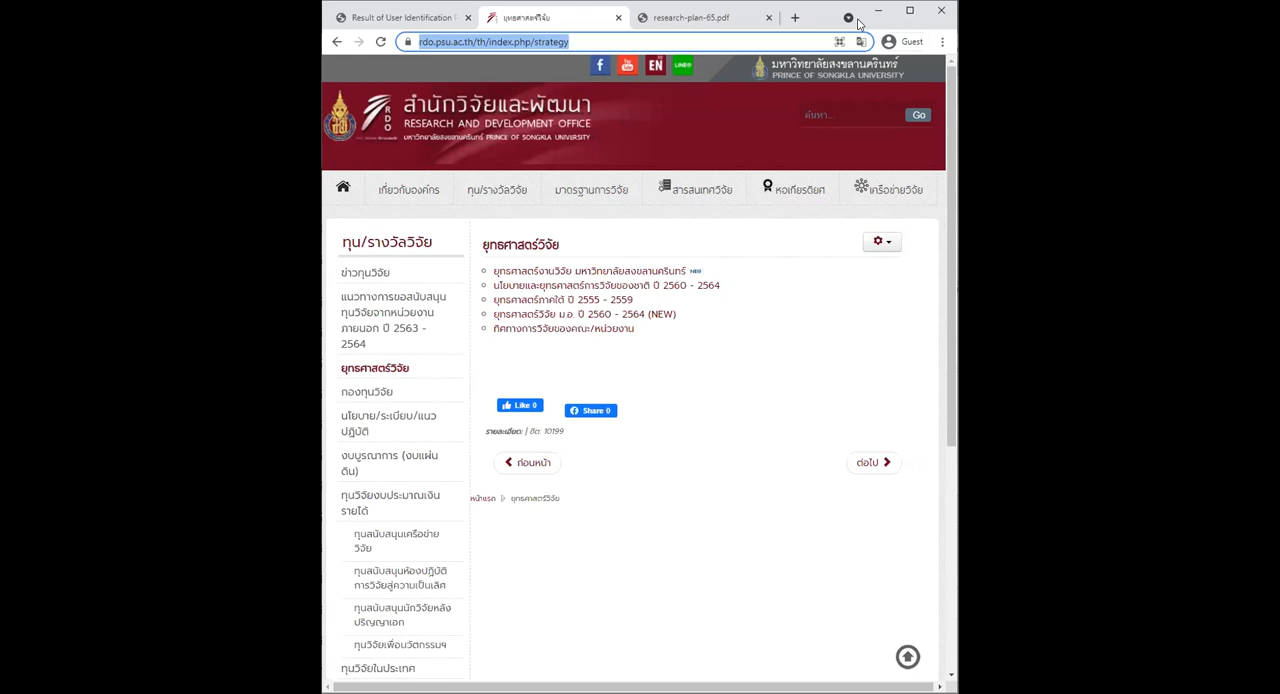 Result of User Identification
ยุทธศาสตร์วิจัย
research-plan-65.pdf
rdo.psu.ac.th/th/index.php/strategy
Guest
f
You Tube
EN
LINE@
มหาวิทยาลัยสงขลานครินทร์
PRINCE OF SONGKLA UNIVERSITY
RDO
สำนักวิจัยและพัฒนา
RESEARCH AND DEVELOPMENT OFFICE
มหาวิทยาลัยสงขลานครินทร์ PRINCE OF SONGKLA UNIVERSITY
ค้นหา...
Go
เกี่ยวกับองค์กร
ทุน/รางวัลวิจัย
มาตรฐานการวิจัย
สารสนเทศวิจัย
หอเกียรติยศ
เครือข่ายวิจัย
ทุน/รางวัลวิจัย
ข่าวทุนวิจัย
แนวทางการขอสนับสนุน
ทุนวิจัยจากหน่วยงาน
ภายนอก ปี 2563 -
2564
ยุทธศาสตร์วิจัย
กองทุนวิจัย
นโยบาย/ระเบียบ/แนว
ปฏิบัติ
งบบูรณาการ (งบแผ่น
ดิน)
ทุนวิจัยงบประมาณเงิน
รายได้
ทุนสนับสนุนเครือข่าย
วิจัย
ทุนสนับสนุนห้องปฏิบัติ
การวิจัยสู่ความเป็นเลิศ
ทุนสนับสนุนนักวิจัยหลัง
ปริญญาเอก
ทุนวิจัยเพื่อนวัตกรรมฯ
ทุนวิจัยในประเทศ
ยุทธศาสตร์วิจัย
ยุทธศาสตร์งานวิจัย มหาวิทยาลัยสงขลานครินทร์ NEW
นโยบายและยุทธศาสตร์การวิจัยของชาติ ปี 2560 - 2564
ยุทธศาสตร์ภาคใต้ ปี 2555 - 2559
ยุทธศาสตร์วิจัย ม.อ. ปี 2560 - 2564 (NEW)
ทิศทางการวิจัยของคณะ/หน่วยงาน
Like 0
Share 0
รายละเอียด: | ฮิต: 10199
ก่อนหน้า
ต่อไป
หน้าแรก
ยุทธศาสตร์วิจัย